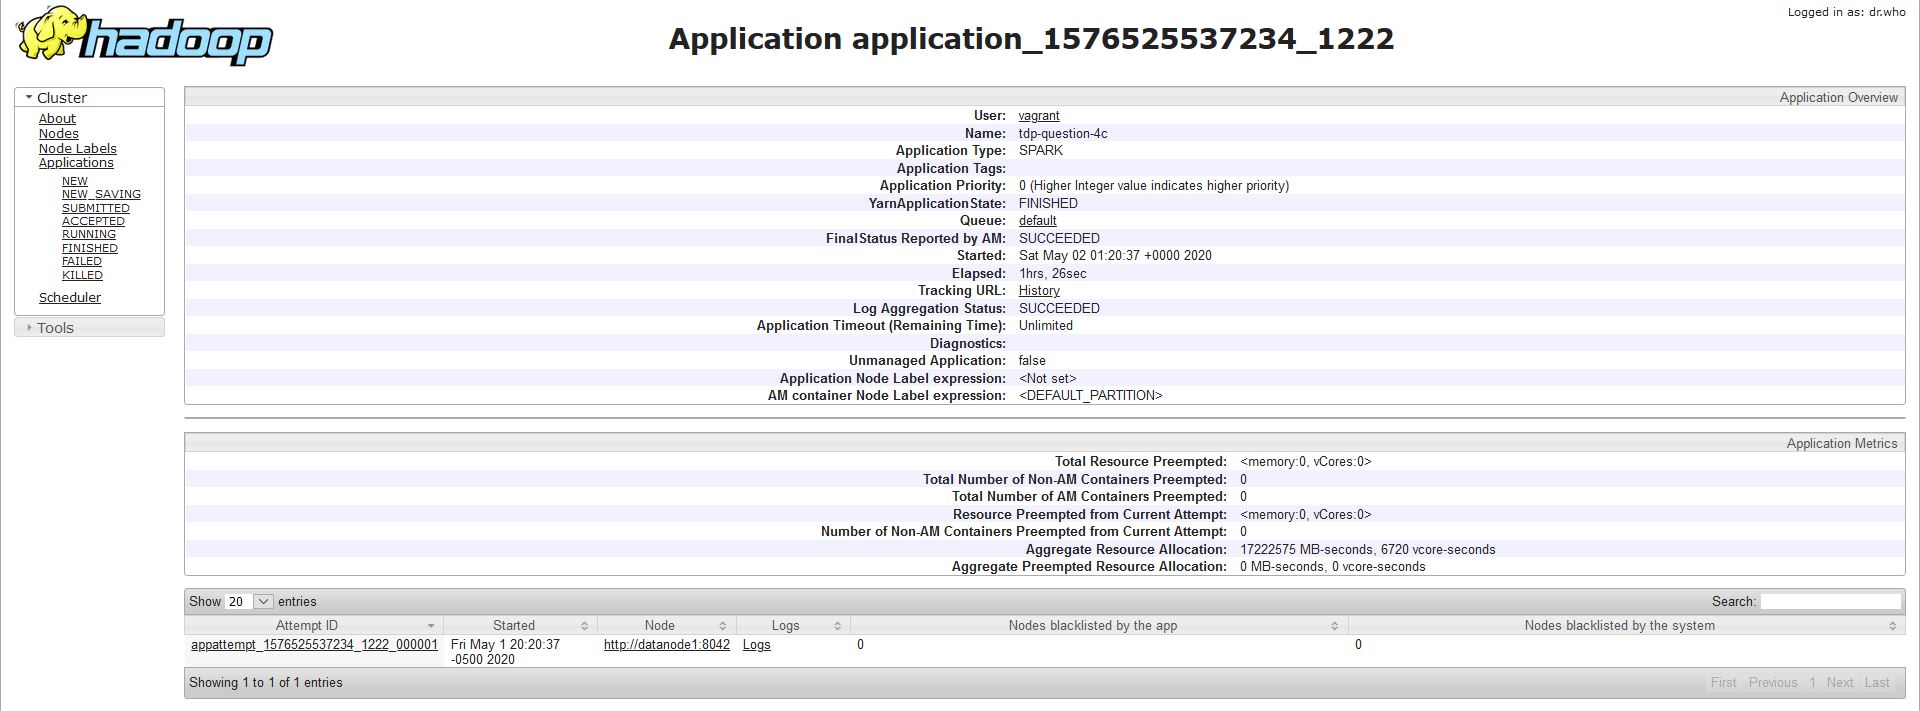 Logged in as: dr.who
hadoop
Application application_1576525537234_1222
Cluster
About
Nodes
Node Labels
Applications
NEW
NEW_SAVING
SUBMITTED
ACCEPTED
RUNNING
FINISHED
FAILED
KILLED
Scheduler
Tools
Application Overview
User: vagrant
Name: tdp-question-4c
Application Type: SPARK
Application Tags:
Application Priority: 0 (Higher Integer value indicates higher priority)
YarnApplicationState: FINISHED
Queue: default
FinalStatus Reported by AM: SUCCEEDED
Started: Sat May 02 01:20:37 +0000 2020
Elapsed: 1hrs, 26sec
Tracking URL: History
Log Aggregation Status: SUCCEEDED
Application Timeout (Remaining Time): Unlimited
Diagnostics:
Unmanaged Application: false
Application Node Label expression: <Not set>
AM container Node Label expression: <DEFAULT_PARTITION>
Application Metrics
Total Resource Preempted: <memory:0, vCores:0>
Total Number of Non-AM Containers Preempted: 0
Total Number of AM Containers Preempted: 0
Resource Preempted from Current Attempt: <memory:0, vCores:0>
Number of Non-AM Containers Preempted from Current Attempt: 0
Aggregate Resource Allocation: 17222575 MB-seconds, 6720 vcore-seconds
Aggregate Preempted Resource Allocation: 0 MB-seconds, 0 vcore-seconds
Show 20 entries Search:
Attempt ID Started Node Logs Nodes blacklisted by the app Nodes blacklisted by the system
appattempt_1576525537234_1222_000001 Fri May 1 20:20:37 http://datanode1:8042 Logs 0 0
-0500 2020
Showing 1 to 1 of 1 entries First Previous 1 Next Last